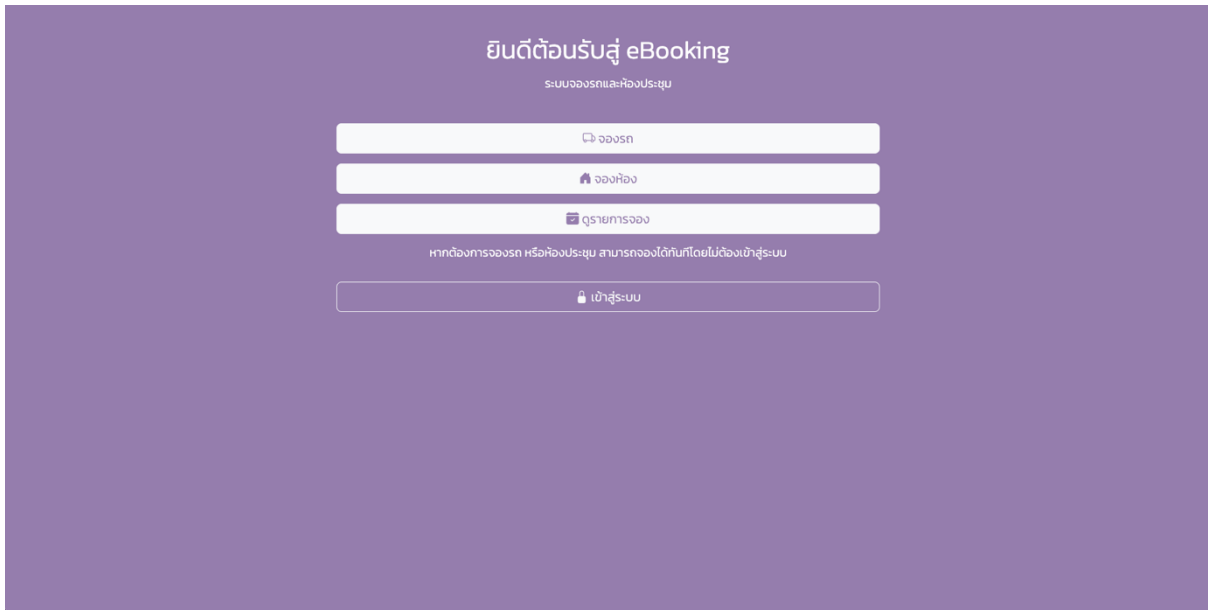 ยินดีต้อนรับสู่ eBooking
ระบบจองรถและห้องประชุม
จองรถ
จองห้อง
ดูรายการจอง
หากต้องการจองรถ หรือห้องประชุม สามารถจองได้ทันทีโดยไม่ต้องเข้าสู่ระบบ
เข้าสู่ระบบ